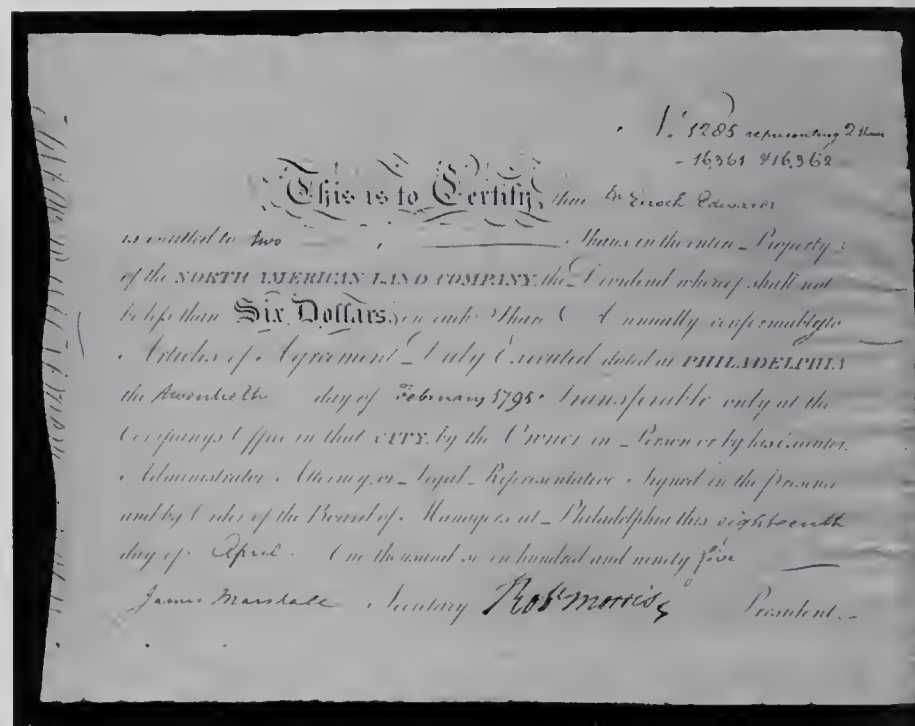 No. 1285 representing 2 shares
16361 & 16362
This is to Certify, that Dr Enoch Edwards
is entitled to two Shares in the entire Property
of the NORTH AMERICAN LAND COMPANY, the Dividend whereof shall not
be less than Six Dollars, on each Share Annually conformably to
Articles of Agreement Duly Executed dated at PHILADELPHIA
the twentieth day of February 1795. Transferable only at the
Company's Office in that CITY, by the Owner in Person or by his Executor,
Administrator, Attorney, or Legal Representative Signed in the presence
and by Order of the Board of Managers at Philadelphia this eighteenth
day of April One thousand seven hundred and ninety five
James Marshall Secretary Robt Morris President